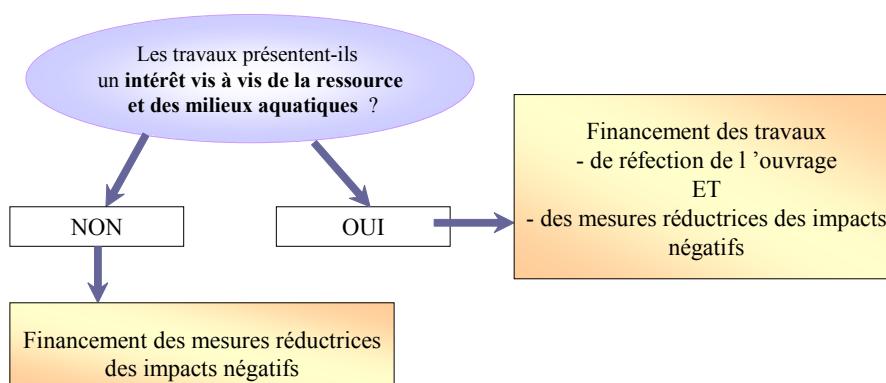 Les travaux présentent-ils
un intérêt vis à vis de la ressource
et des milieux aquatiques ?
NON
OUI
Financement des travaux
- de réfection de l ’ouvrage
ET
- des mesures réductrices des impacts
négatifs
Financement des mesures réductrices
des impacts négatifs